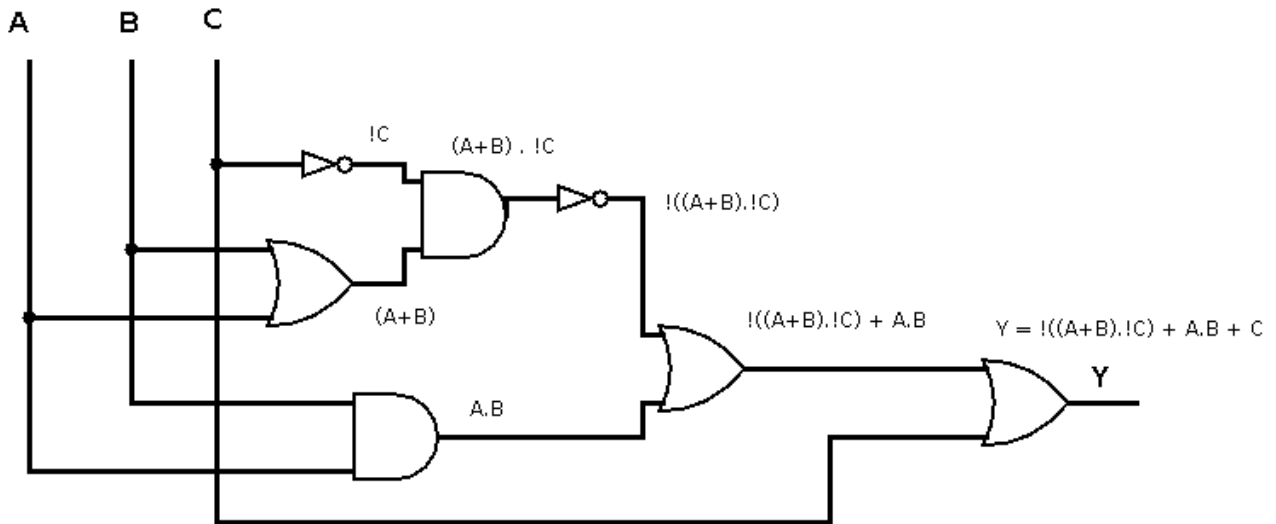 A
B
C
!C
(A+B) . !C
!((A+B).!C)
(A+B)
!((A+B).!C) + A.B
Y = !((A+B).!C) + A.B + C
Y
A.B